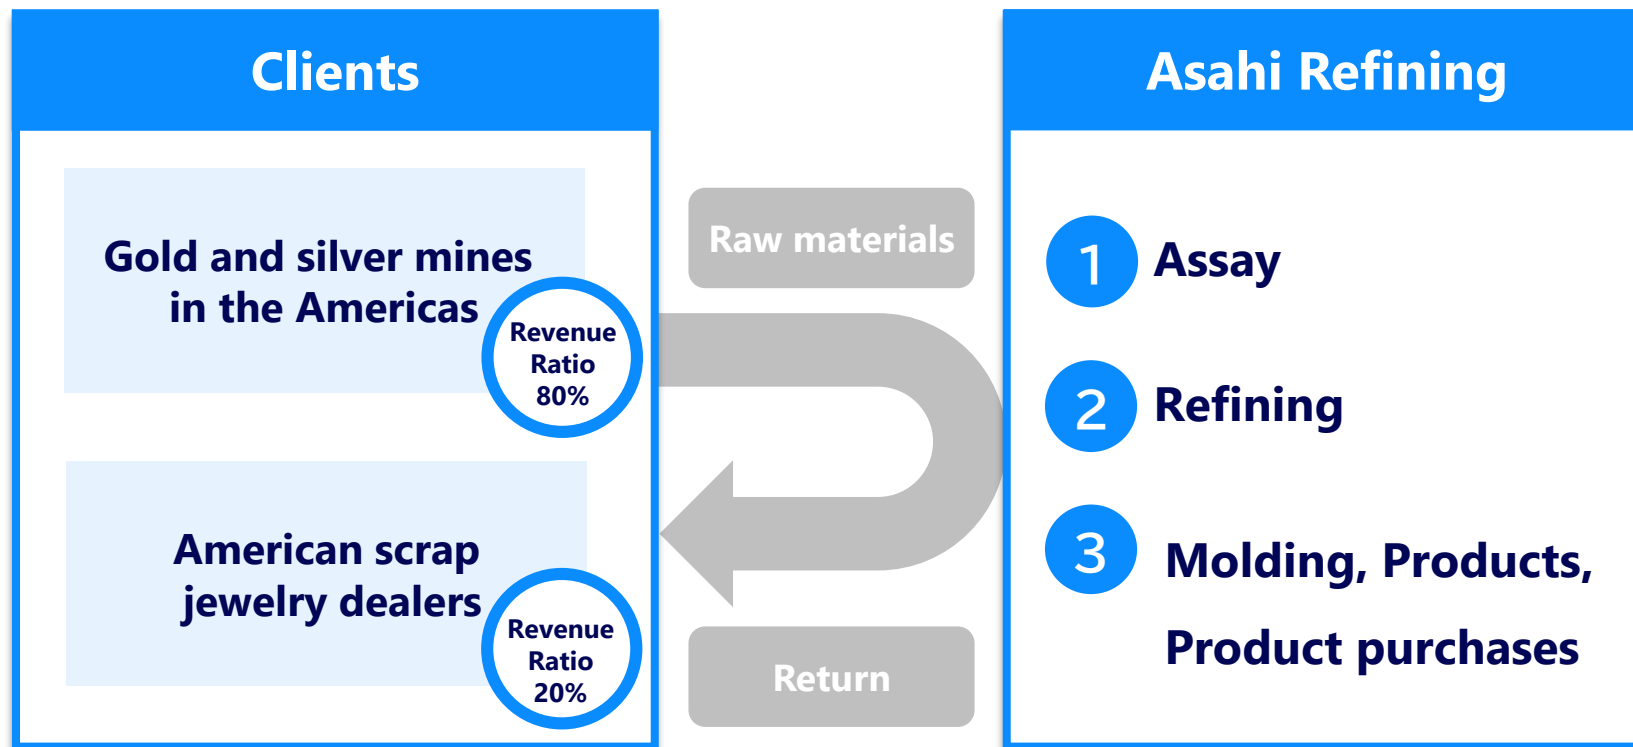 Clients
Gold and silver mines
in the Americas
Revenue
Ratio
80%
American scrap
jewelry dealers
Revenue
Ratio
20%
Raw materials
Return
Asahi Refining
1 Assay
2 Refining
3 Molding, Products,
Product purchases